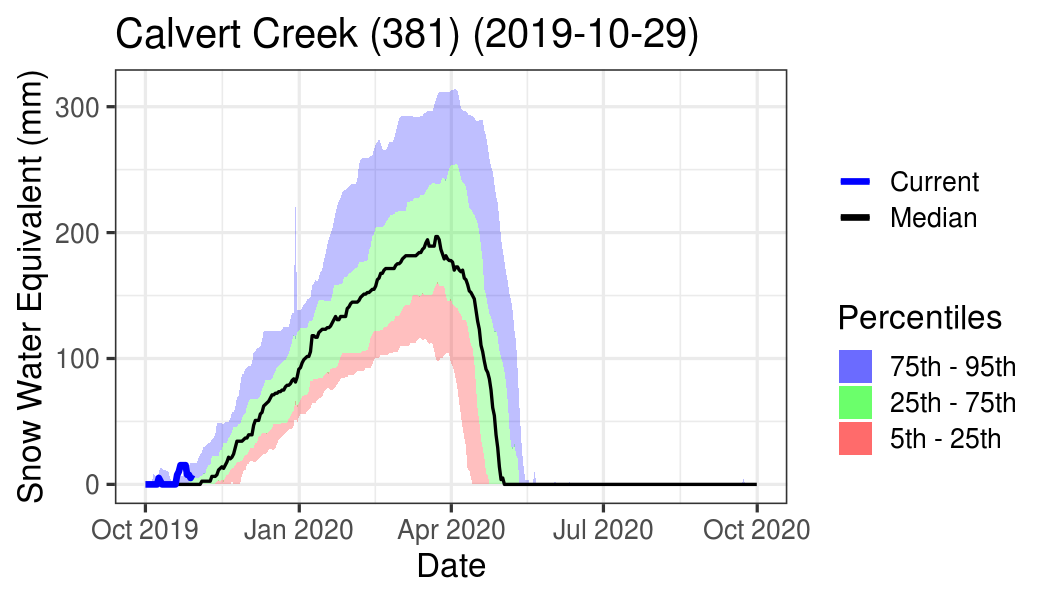 Calvert Creek (381) (2019-10-29)
Snow Water Equivalent (mm)
300
200
100
0
Oct 2019
Jan 2020
Apr 2020
Jul 2020
Oct 2020
Date
Current
Median
Percentiles
75th - 95th
25th - 75th
5th - 25th